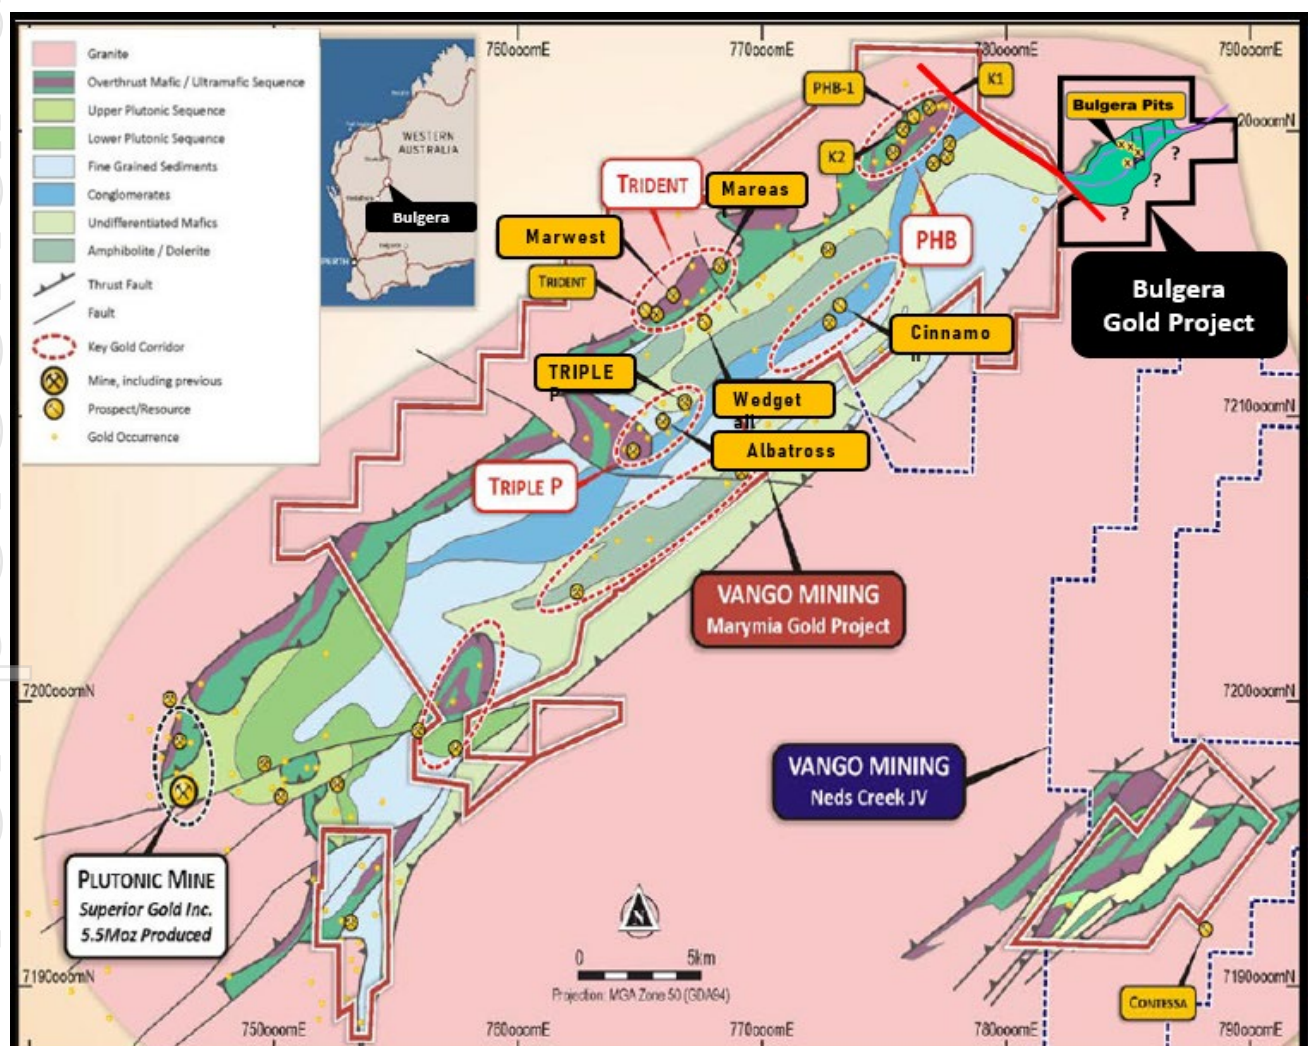 Granite
Overthrust Mafic / Ultramafic Sequence
Upper Plutonic Sequence
Lower Plutonic Sequence
Fine Grained Sediments
Conglomerates
Undifferentiated Mafics
Amphibolite / Dolerite
Thrust Fault
Fault
Key Gold Corridor
Mine, including previous
Prospect/Resource
Gold Occurrence
WESTERN
AUSTRALIA
Bulgera
PERTH
760000mE
770000mE
780000mE
790000mE
PHB-1
K1
K2
Bulgera Pits
20000mN
?
?
?
TRIDENT
Mareas
Marwest
TRIDENT
PHB
Bulgera
Gold Project
Cinnamo
n
TRIPLE
P
Wedget
ail
Albatross
TRIPLE P
7210000mN
VANGO MINING
Marymia Gold Project
7200000mN
7200000mN
VANGO MINING
Neds Creek JV
PLUTONIC MINE
Superior Gold Inc.
5.5Moz Produced
N
0 5km
Projection: MGA Zone 50 (GDA94)
7190000mN
7190000mN
CONTESSA
750000mE
760000mE
770000mE
780000mE
790000mE